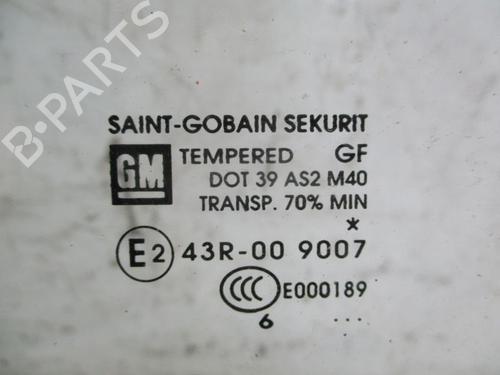 B-PARTS
SAINT-GOBAIN SEKURIT
GM TEMPERED GF
DOT 39 AS2 M40
TRANSP. 70% MIN
*
E2 43R-00 9007
CCC E000189
6 ...